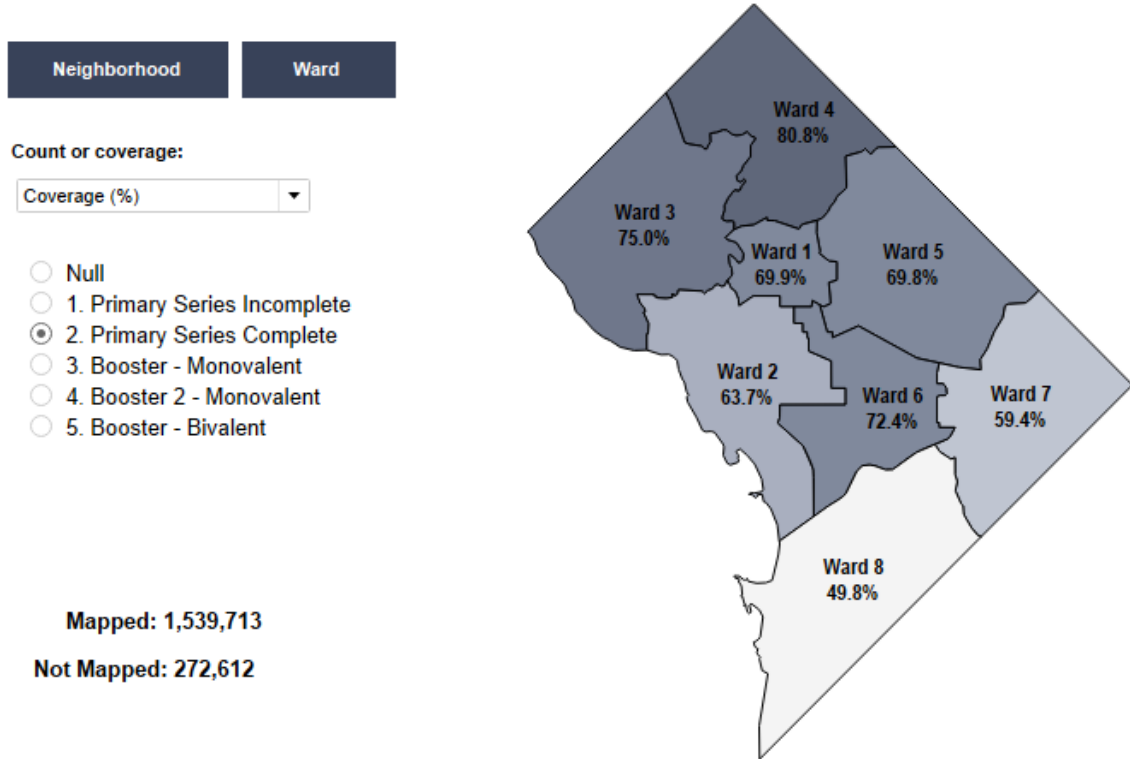 Neighborhood
Ward
Count or coverage:
Coverage (%)
Null
1. Primary Series Incomplete
2. Primary Series Complete
3. Booster - Monovalent
4. Booster 2 - Monovalent
5. Booster - Bivalent
Mapped: 1,539,713
Not Mapped: 272,612
Ward 4
80.8%
Ward 3
75.0%
Ward 1
69.9%
Ward 5
69.8%
Ward 2
63.7%
Ward 6
72.4%
Ward 7
59.4%
Ward 8
49.8%